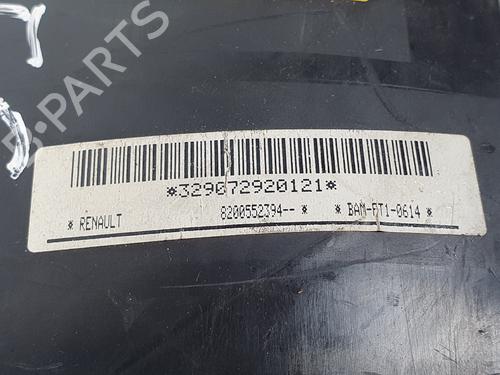 B-PARTS
*329072920121*
* RENAULT 8200552394-- * * BAM-PT1-0614 *